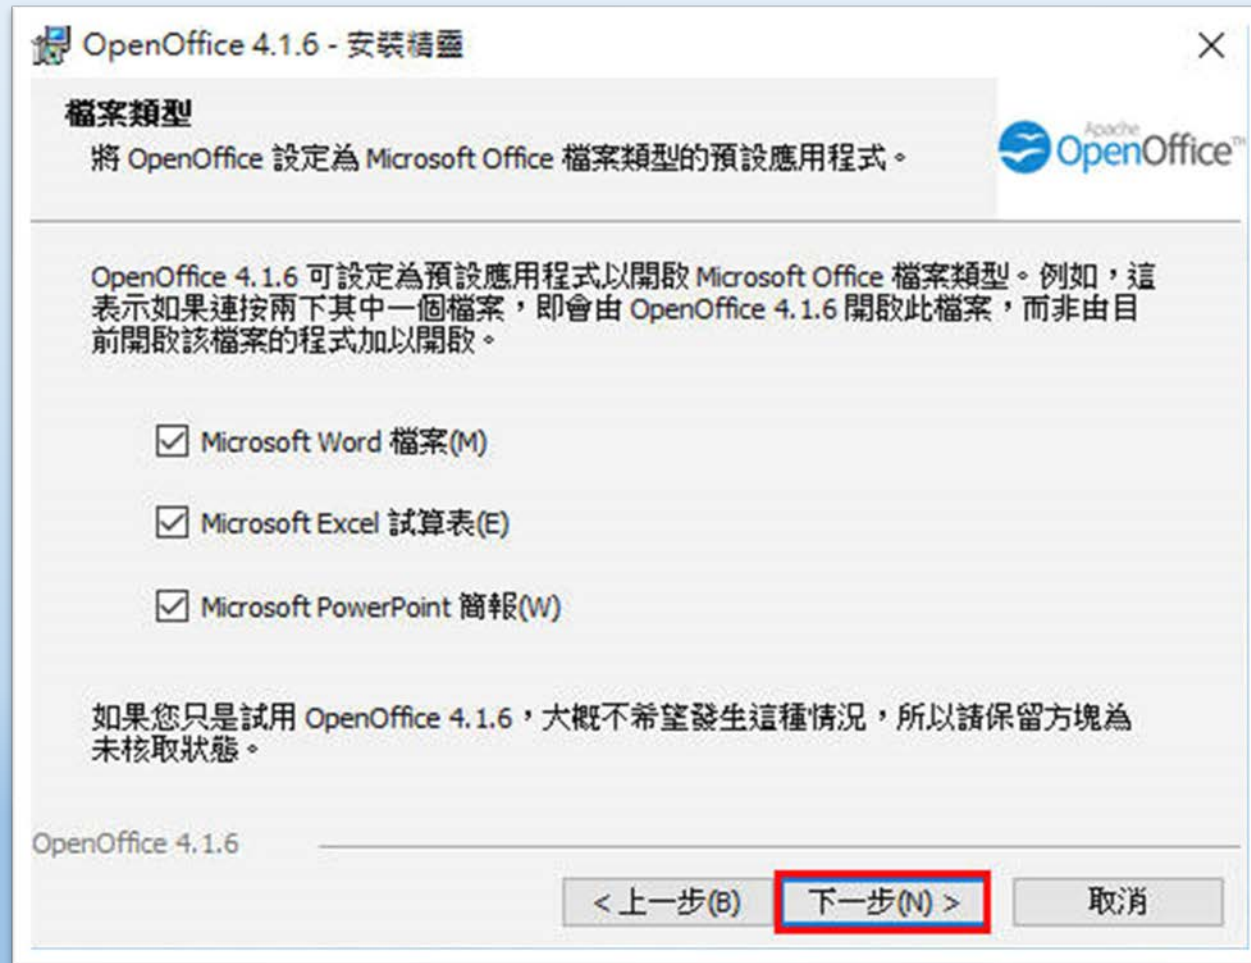 OpenOffice 4.1.6 - 安裝精靈
檔案類型
將 OpenOffice 設定為 Microsoft Office 檔案類型的預設應用程式。
Apache
OpenOffice™
OpenOffice 4.1.6 可設定為預設應用程式以開啟 Microsoft Office 檔案類型。例如，這
表示如果連按兩下其中一個檔案，即會由 OpenOffice 4.1.6 開啟此檔案，而非由目
前開啟該檔案的程式加以開啟。
Microsoft Word 檔案(M)
Microsoft Excel 試算表(E)
Microsoft PowerPoint 簡報(W)
如果您只是試用 OpenOffice 4.1.6，大概不希望發生這種情況，所以請保留方塊為
未核取狀態。
OpenOffice 4.1.6
< 上一步(B) 下一步(N) > 取消